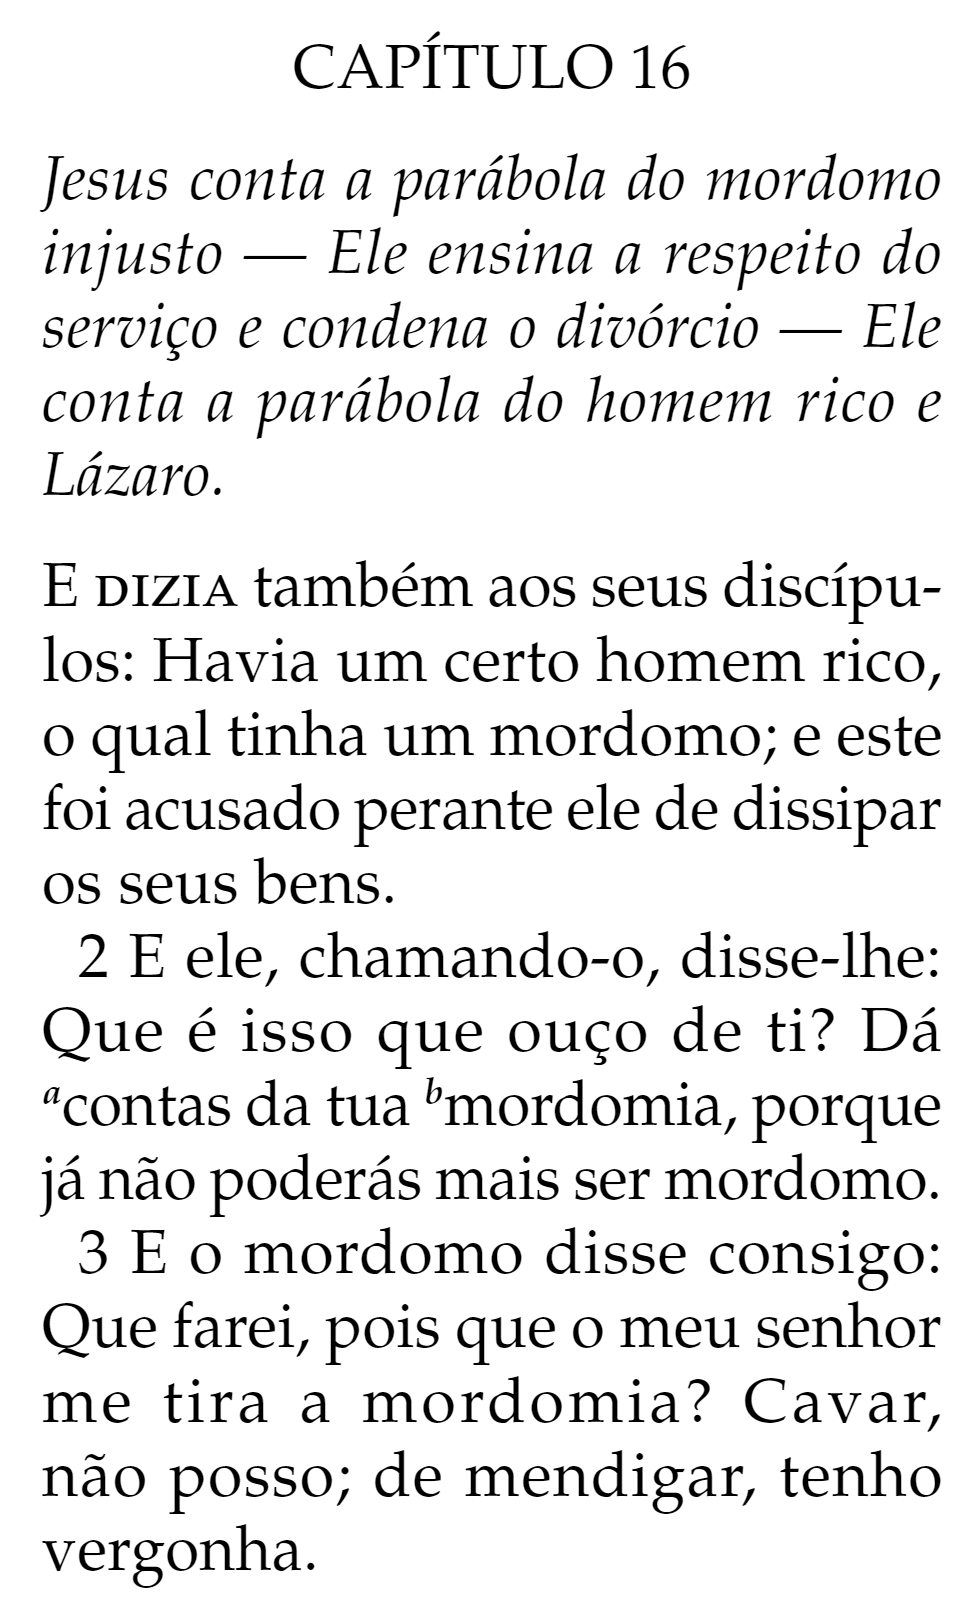 CAPÍTULO 16
Jesus conta a parábola do mordomo
injusto — Ele ensina a respeito do
serviço e condena o divórcio — Ele
conta a parábola do homem rico e
Lázaro.
E DIZIA também aos seus discípu-
los: Havia um certo homem rico,
o qual tinha um mordomo; e este
foi acusado perante ele de dissipar
os seus bens.
2 E ele, chamando-o, disse-lhe:
Que é isso que ouço de ti? Dá
ᵃcontas da tua ᵇmordomia, porque
já não poderás mais ser mordomo.
3 E o mordomo disse consigo:
Que farei, pois que o meu senhor
me tira a mordomia? Cavar,
não posso; de mendigar, tenho
vergonha.